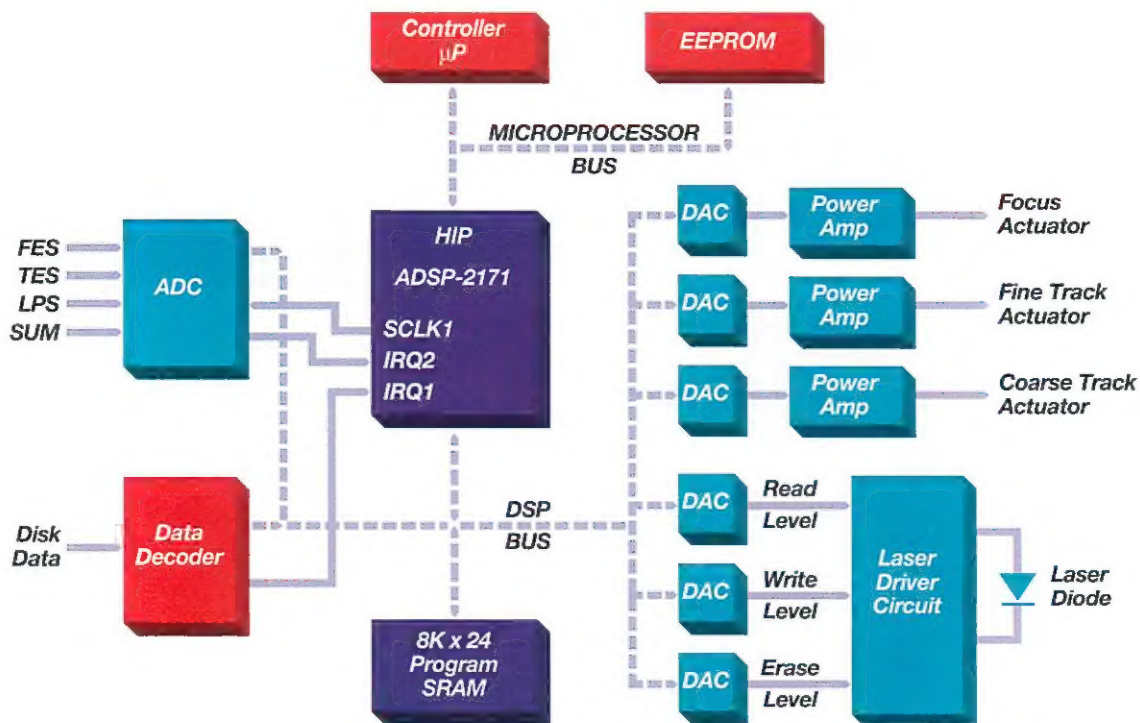 Controller
µP
EEPROM
MICROPROCESSOR
BUS
HIP
ADSP-2171
SCLK1
IRQ2
IRQ1
FES
TES
LPS
SUM
ADC
DAC
Power
Amp
Focus
Actuator
DAC
Power
Amp
Fine Track
Actuator
DAC
Power
Amp
Coarse Track
Actuator
Disk
Data
Data
Decoder
DSP
BUS
8K x 24
Program
SRAM
DAC
Read
Level
DAC
Write
Level
DAC
Erase
Level
Laser
Driver
Circuit
Laser
Diode